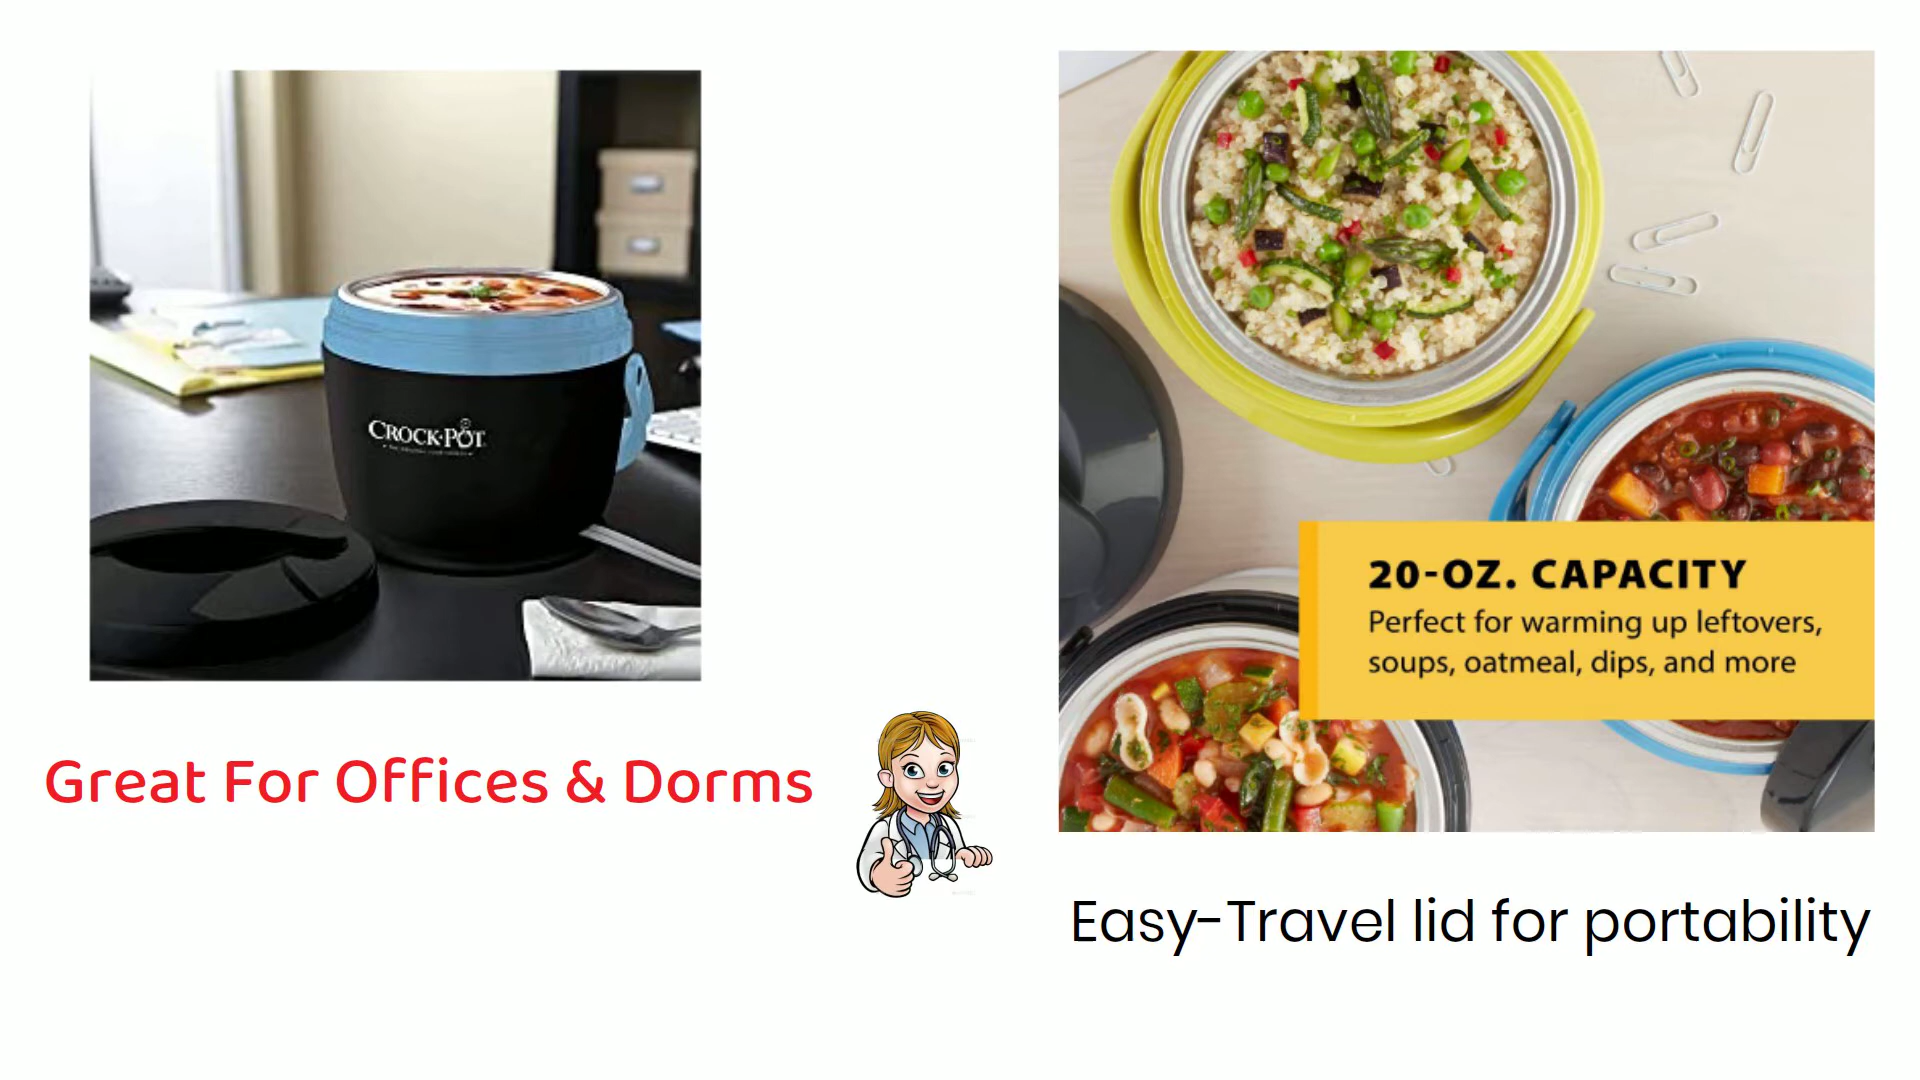 CROCK-POT
Great For Offices & Dorms
20-OZ. CAPACITY
Perfect for warming up leftovers,
soups, oatmeal, dips, and more
Easy-Travel lid for portability